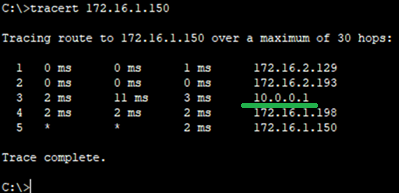 C:\>tracert 172.16.1.150
Tracing route to 172.16.1.150 over a maximum of 30 hops:
1 0 ms 0 ms 1 ms 172.16.2.129
2 0 ms 0 ms 0 ms 172.16.2.193
3 2 ms 11 ms 3 ms 10.0.0.1
4 2 ms 2 ms 2 ms 172.16.1.198
5 * * 2 ms 172.16.1.150
Trace complete.
C:\>